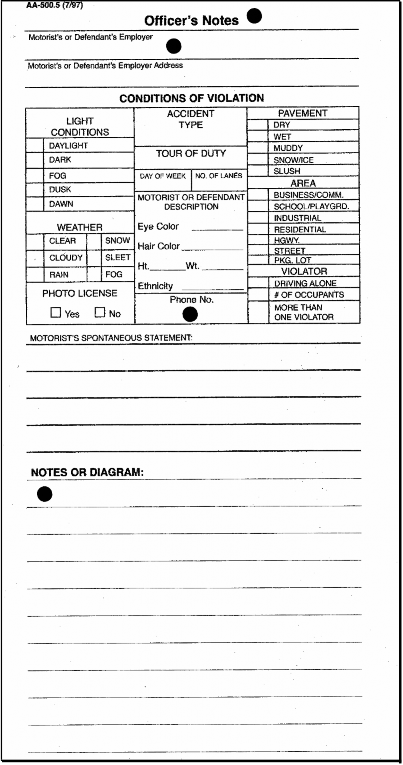 AA-500.5 (7/97)
Officer's Notes
Motorist's or Defendant's Employer
Motorist's or Defendant's Employer Address
CONDITIONS OF VIOLATION
LIGHT
CONDITIONS
DAYLIGHT
DARK
FOG
DUSK
DAWN
WEATHER
CLEAR SNOW
CLOUDY SLEET
RAIN FOG
PHOTO LICENSE
Yes No
ACCIDENT
TYPE
TOUR OF DUTY
DAY OF WEEK NO. OF LANES
MOTORIST OR DEFENDANT
DESCRIPTION
Eye Color
Hair Color
Ht. Wt.
Ethnicity
Phone No.
PAVEMENT
DRY
WET
MUDDY
SNOW/ICE
SLUSH
AREA
BUSINESS/COMM.
SCHOOL/PLAYGRD.
INDUSTRIAL
RESIDENTIAL
HGWY.
STREET
PKG. LOT
VIOLATOR
DRIVING ALONE
# OF OCCUPANTS
MORE THAN
ONE VIOLATOR
MOTORIST'S SPONTANEOUS STATEMENT:
NOTES OR DIAGRAM: